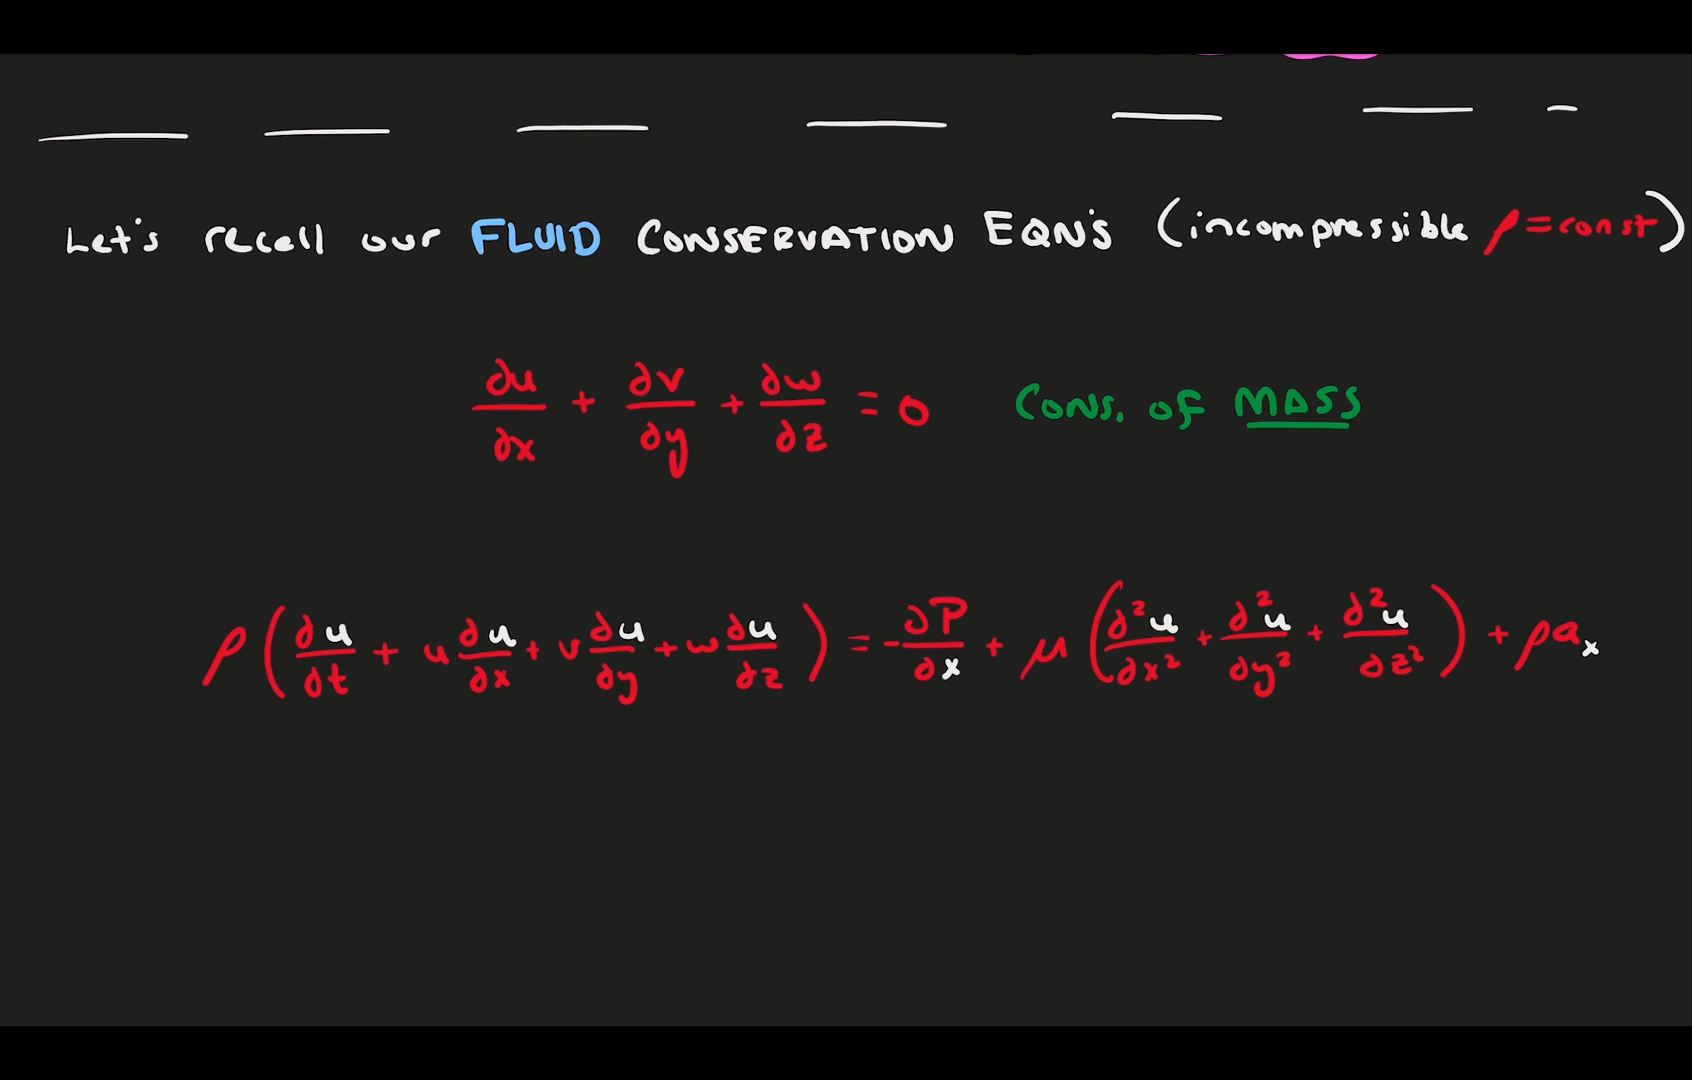 Let's recall our FLUID CONSERVATION EQN's (incompressible ρ=const)
∂u/∂x + ∂v/∂y + ∂w/∂z = 0 CONS. OF MASS
ρ(∂u/∂t + u ∂u/∂x + v ∂u/∂y + w ∂u/∂z) = -∂P/∂x + μ(∂²u/∂x² + ∂²u/∂y² + ∂²u/∂z²) + ρaₓ